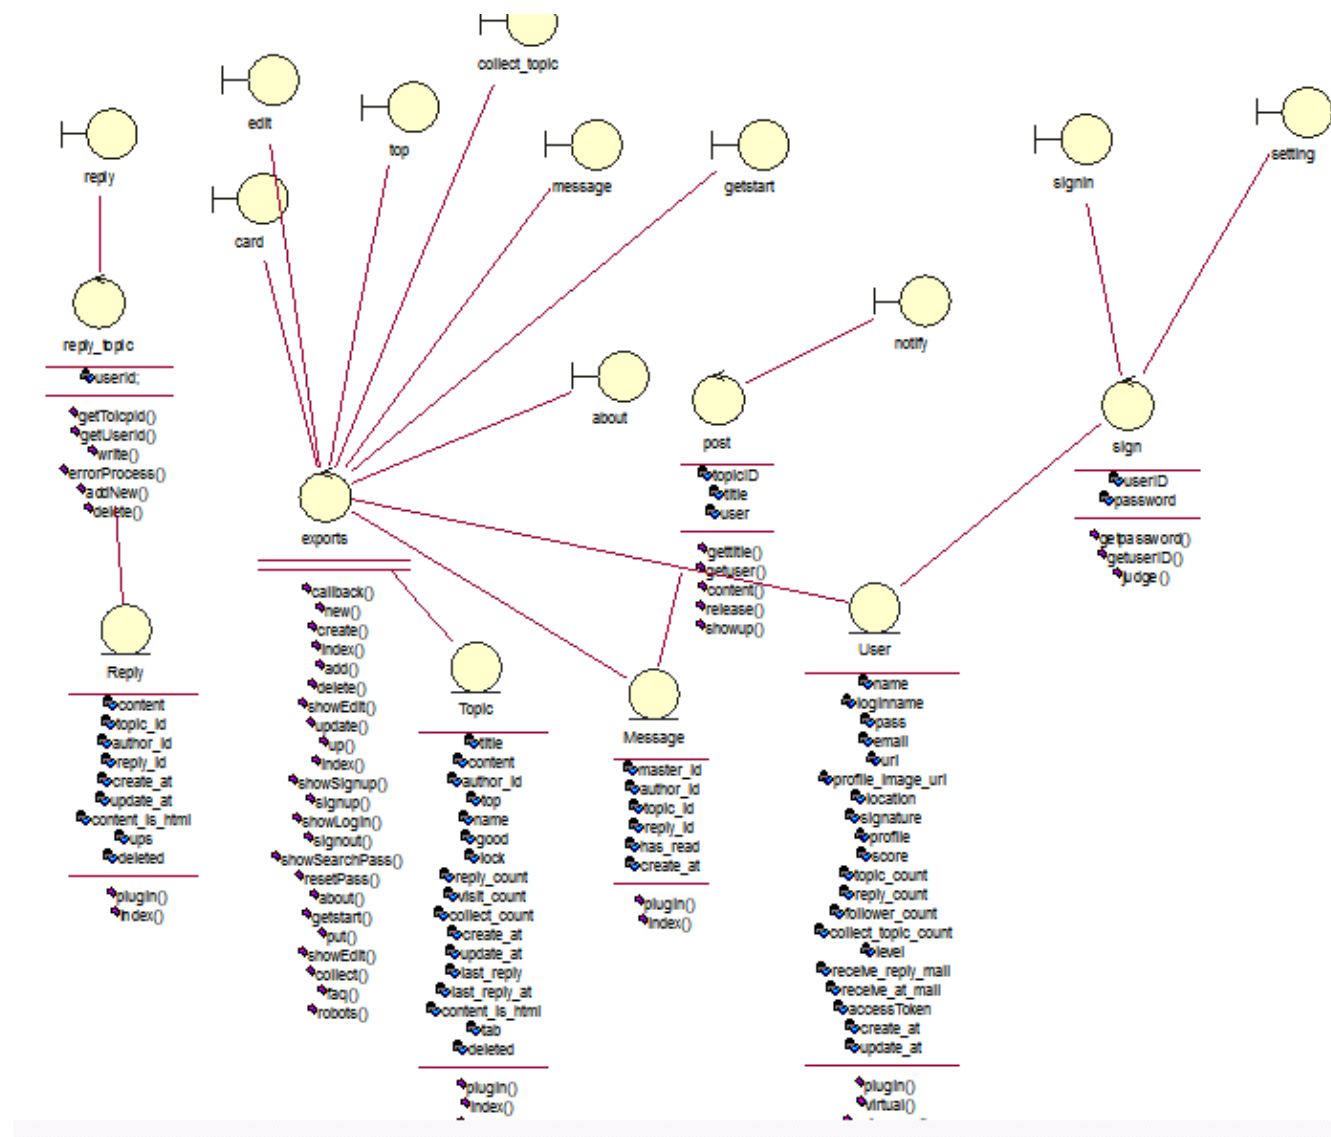 collect_topic
edit
top
reply
card
message
getstart
signin
setting
notify
about
reply_topic
userid;
getToicpid()
getUserid()
write()
errorProcess()
addNew()
delete()
post
topicID
title
user
gettitle()
getuser()
content()
release()
showup()
sign
userID
password
getpassword()
getuserID()
judge()
exports
callback()
new()
create()
index()
add()
delete()
showEdit()
update()
up()
index()
showSignup()
signup()
showLogin()
signout()
showSearchPass()
resetPass()
about()
getstart()
put()
showEdit()
collect()
faq()
robots()
Reply
content
topic_id
author_id
reply_id
create_at
update_at
content_is_html
ups
deleted
plugin()
index()
Topic
title
content
author_id
top
name
good
lock
reply_count
visit_count
collect_count
create_at
update_at
last_reply
last_reply_at
content_is_html
tab
deleted
plugin()
index()
Message
master_id
author_id
topic_id
reply_id
has_read
create_at
plugin()
index()
User
name
loginname
pass
email
url
profile_image_url
location
signature
profile
score
topic_count
reply_count
follower_count
collect_topic_count
level
receive_reply_mail
receive_at_mail
accessToken
create_at
update_at
plugin()
virtual()